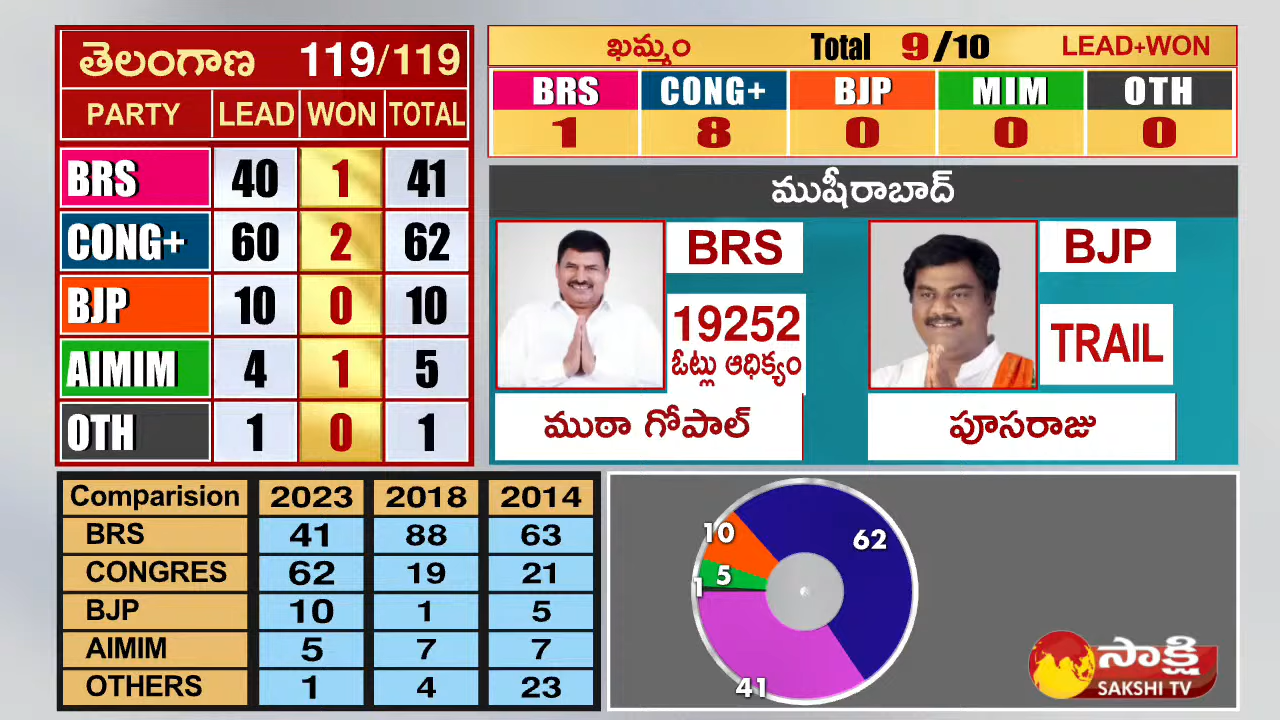 తెలంగాణ 119/119
PARTY LEAD WON TOTAL
BRS 40 1 41
CONG+ 60 2 62
BJP 10 0 10
AIMIM 4 1 5
OTH 1 0 1
ఖమ్మం Total 9/10 LEAD+WON
BRS CONG+ BJP MIM OTH
1 8 0 0 0
ముషీరాబాద్
BRS
19252
ఓట్లు ఆధిక్యం
ముఠా గోపాల్
BJP
TRAIL
పూసరాజు
Comparision 2023 2018 2014
BRS 41 88 63
CONGRES 62 19 21
BJP 10 1 5
AIMIM 5 7 7
OTHERS 1 4 23
10
62
5
1
41
సాక్షి
SAKSHI TV